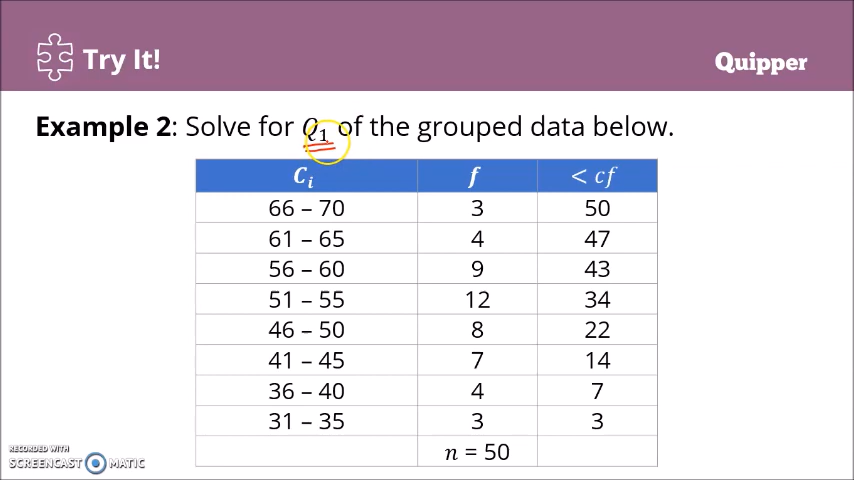 Try It!
Quipper
Example 2: Solve for Q₁ of the grouped data below.
Cᵢ f < cf
66 – 70 3 50
61 – 65 4 47
56 – 60 9 43
51 – 55 12 34
46 – 50 8 22
41 – 45 7 14
36 – 40 4 7
31 – 35 3 3
n = 50
RECORDED WITH
SCREENCAST MATIC